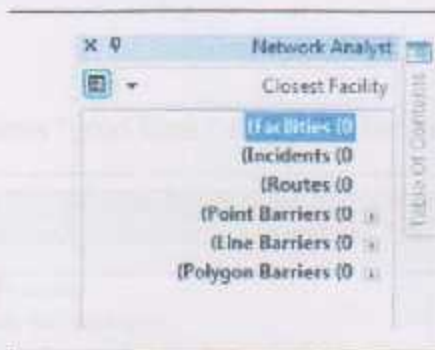 Network Analyst
Closest Facility
(Facilities (0
(Incidents (0
(Routes (0
(Point Barriers (0
(Line Barriers (0
(Polygon Barriers (0
Table Of Contents